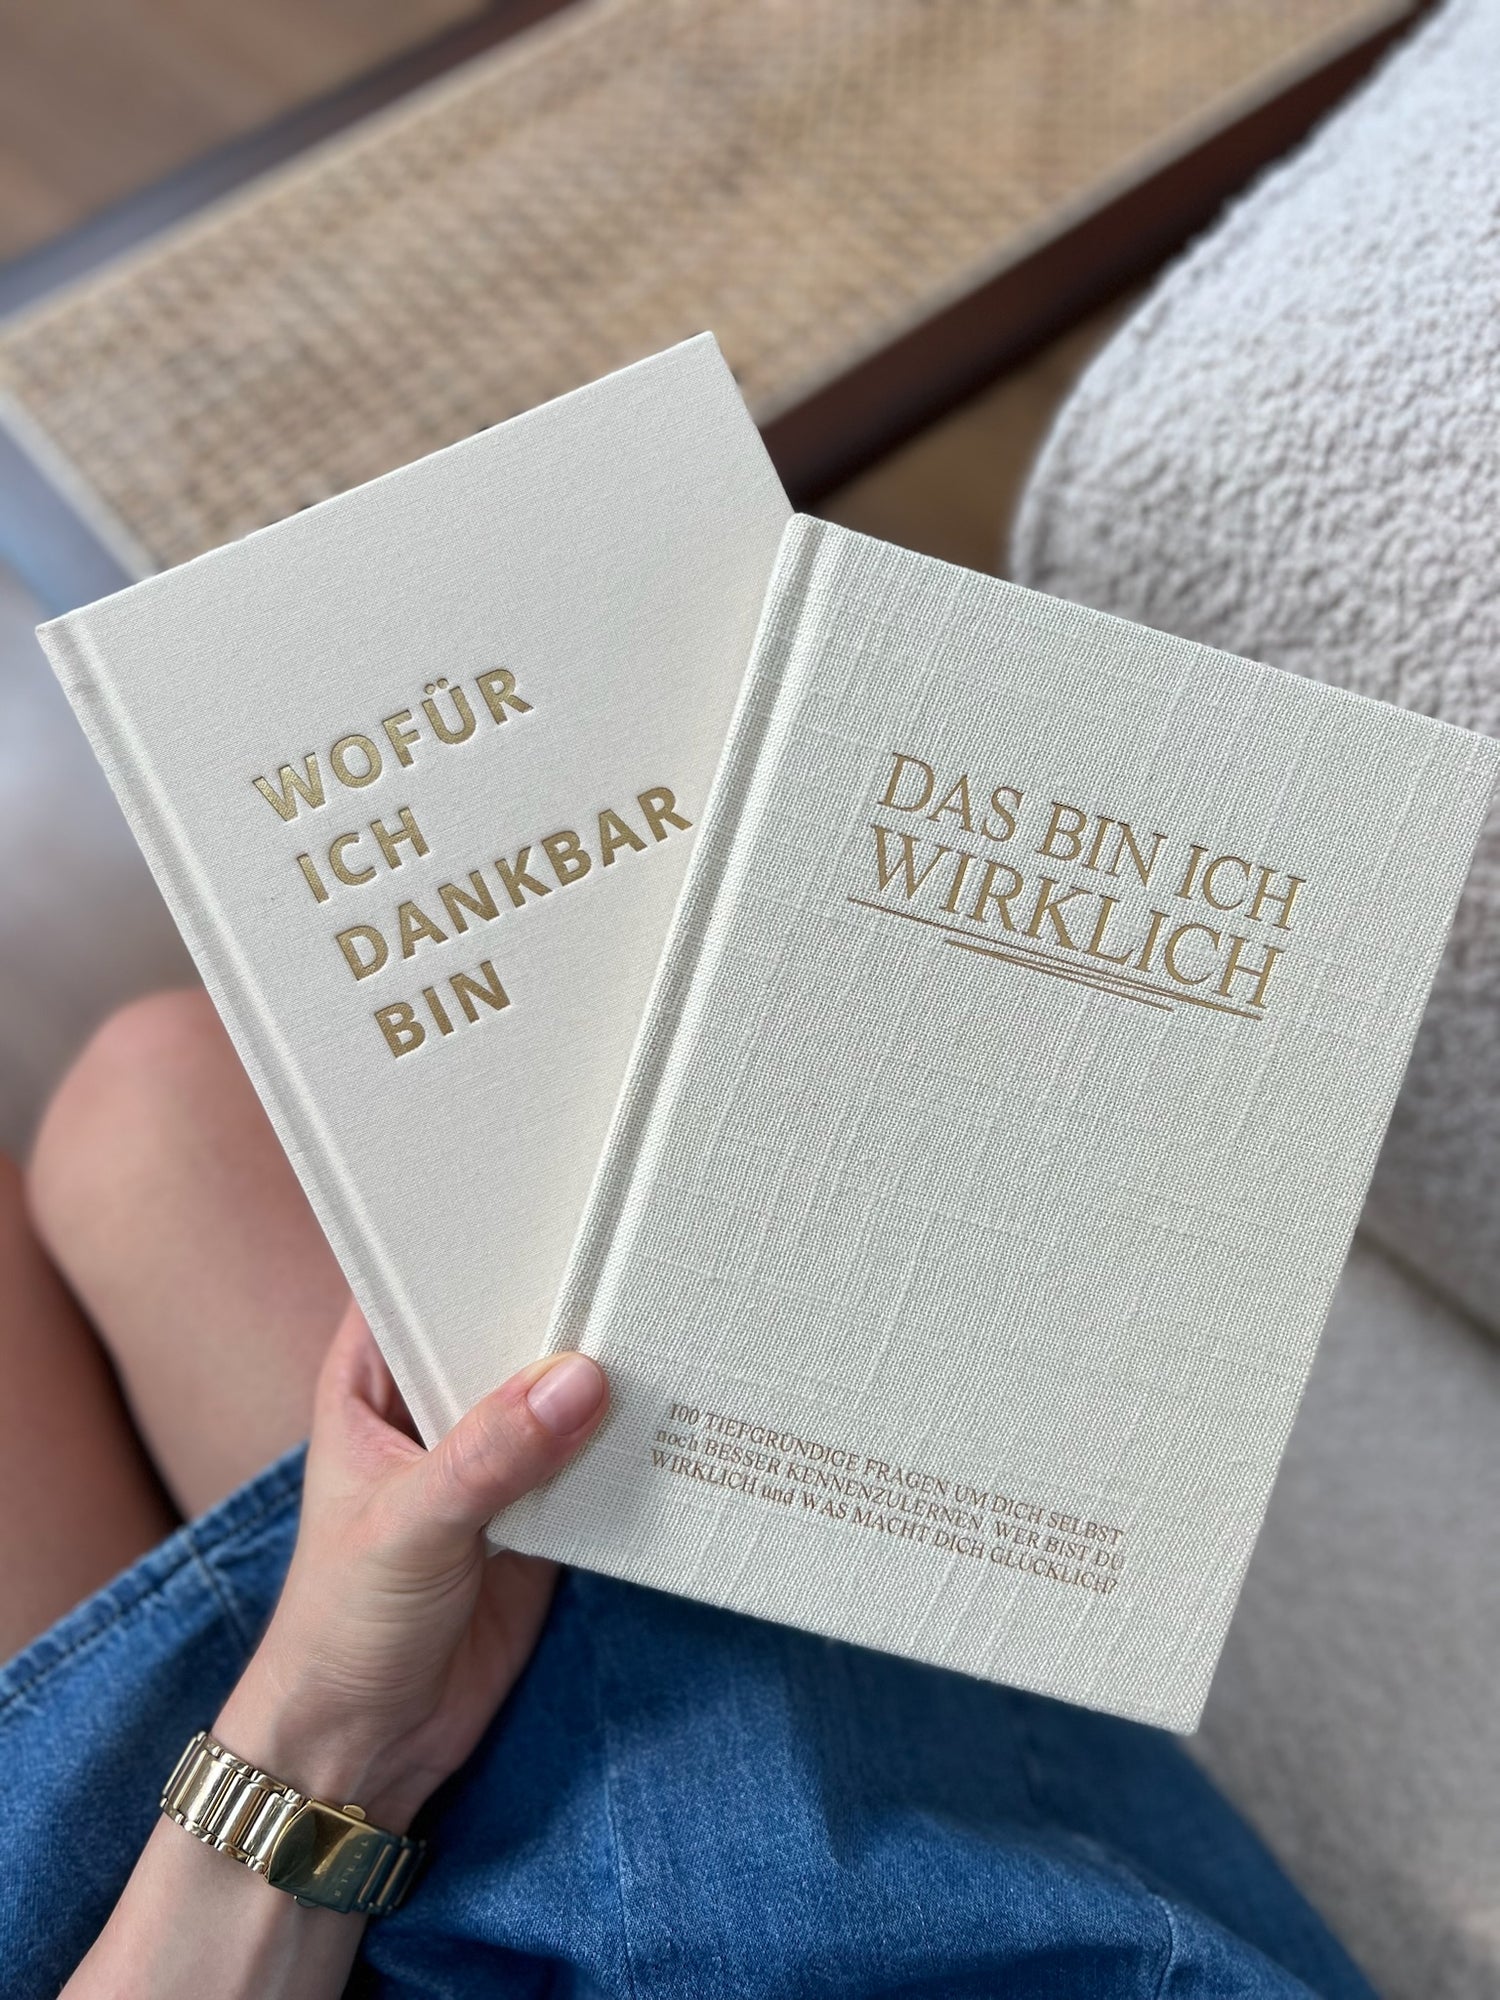 WOFÜR
ICH
DANKBAR
BIN
DAS BIN ICH
WIRKLICH
100 TIEFGRÜNDIGE FRAGEN UM DICH SELBST
noch BESSER KENNENZULERNEN. WER BIST DU
WIRKLICH und WAS MACHT DICH GLÜCKLICH?